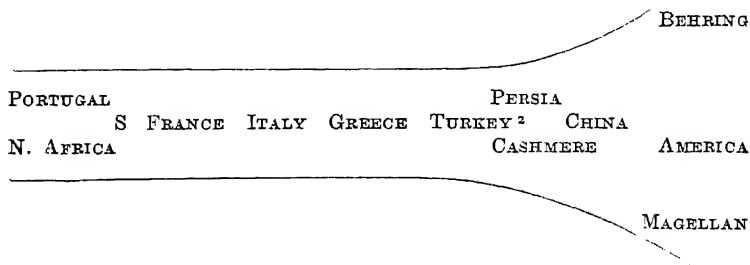 BEHRING
PORTUGAL PERSIA
S FRANCE ITALY GREECE TURKEY² CHINA
N. AFRICA CASHMERE AMERICA
MAGELLAN